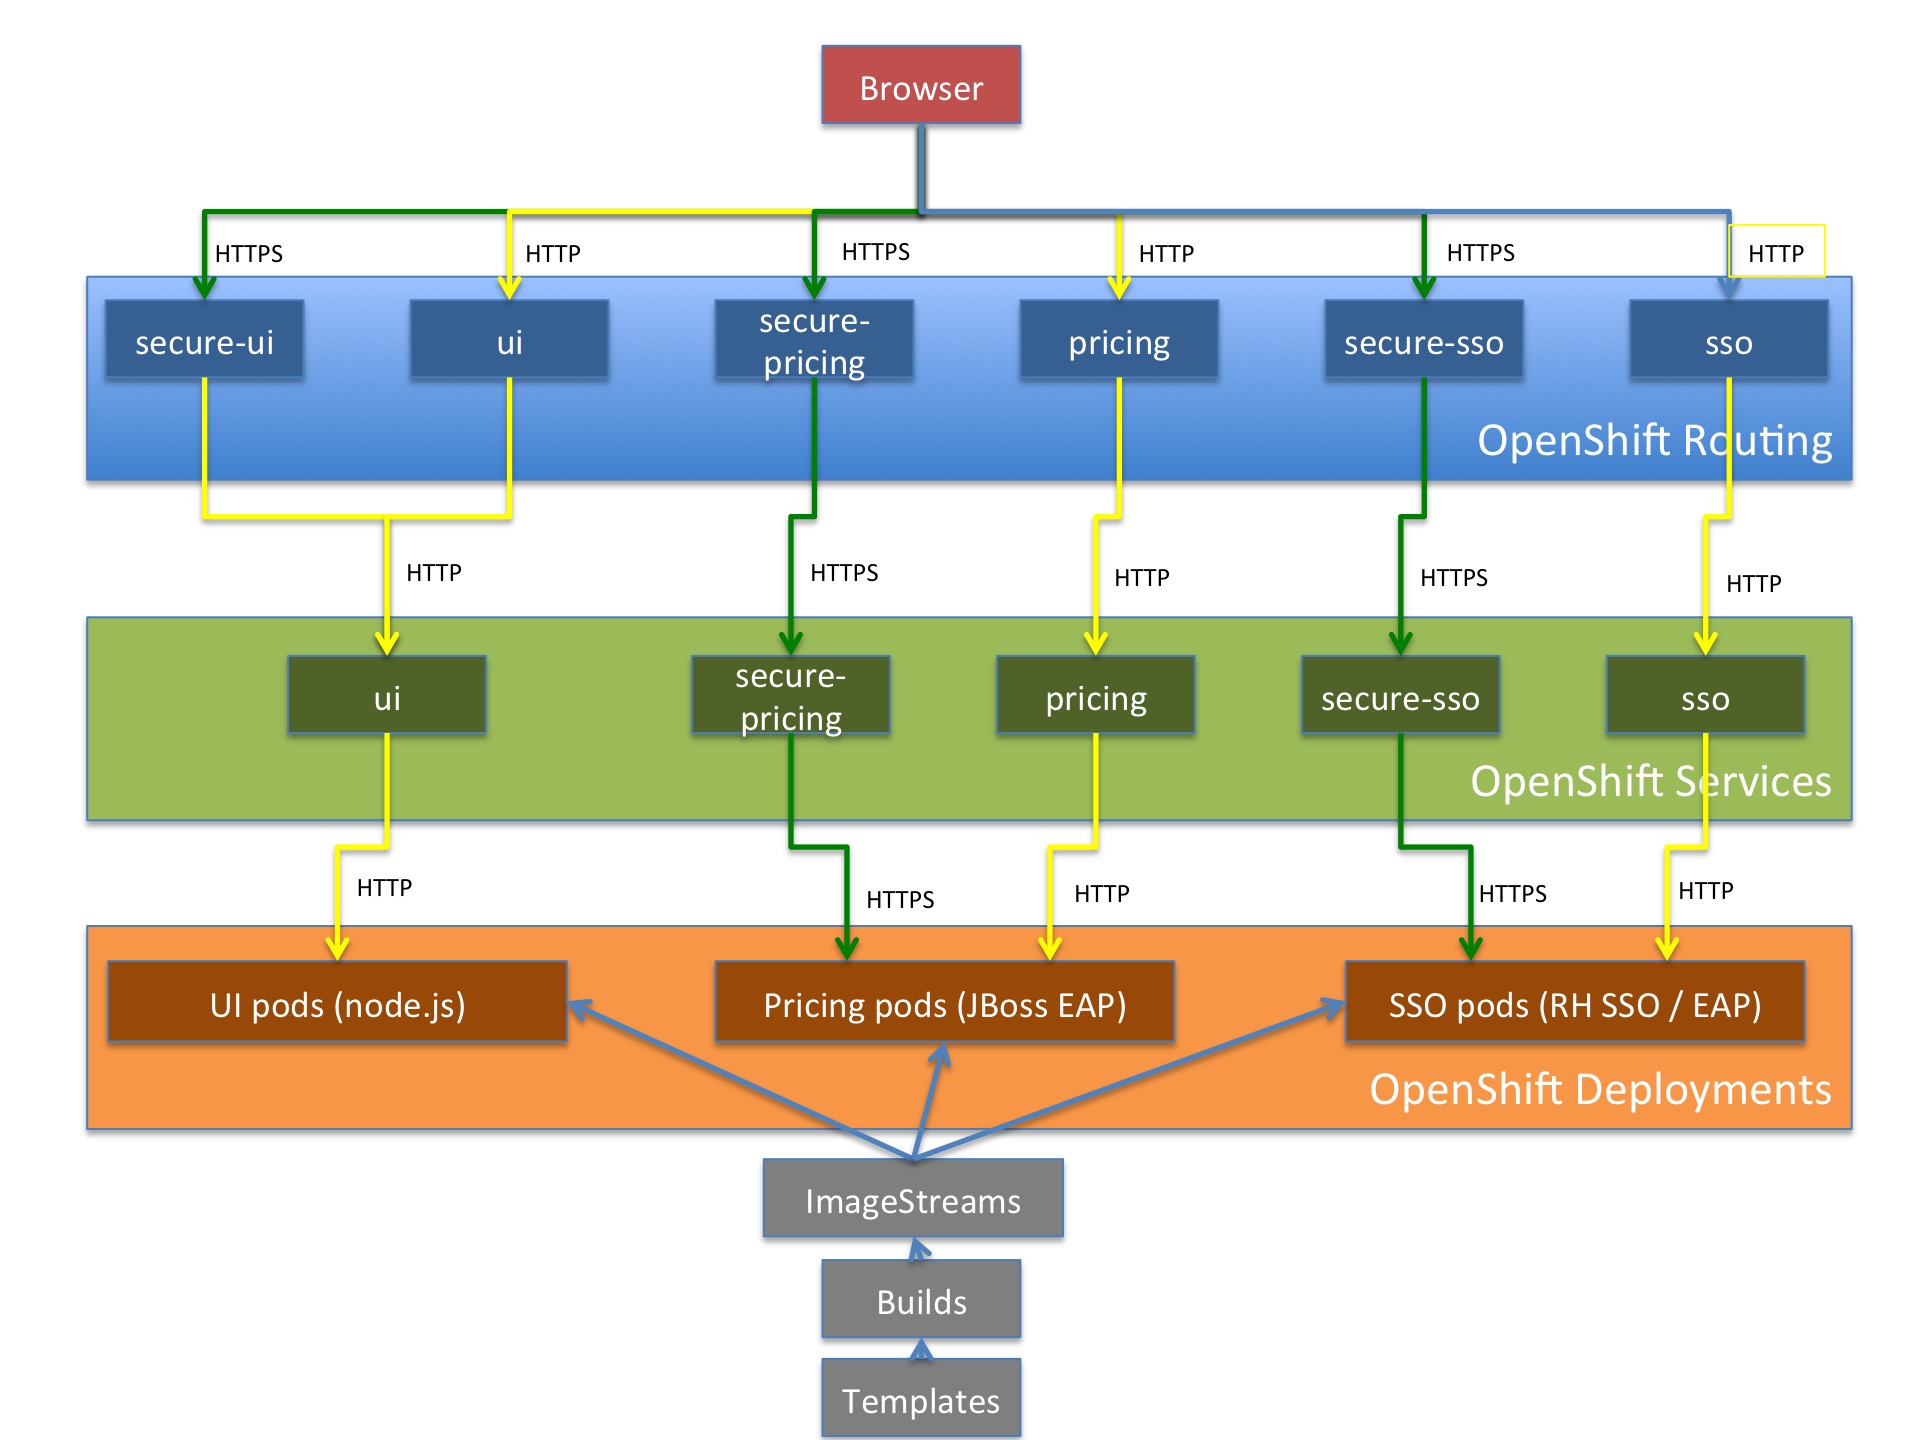 Browser
HTTPS
HTTP
HTTPS
HTTP
HTTPS
HTTP
secure-ui
ui
secure-
pricing
pricing
secure-sso
sso
OpenShift Routing
HTTP
HTTPS
HTTP
HTTPS
HTTP
ui
secure-
pricing
pricing
secure-sso
sso
OpenShift Services
HTTP
HTTPS
HTTP
HTTPS
HTTP
UI pods (node.js)
Pricing pods (JBoss EAP)
SSO pods (RH SSO / EAP)
OpenShift Deployments
ImageStreams
Builds
Templates